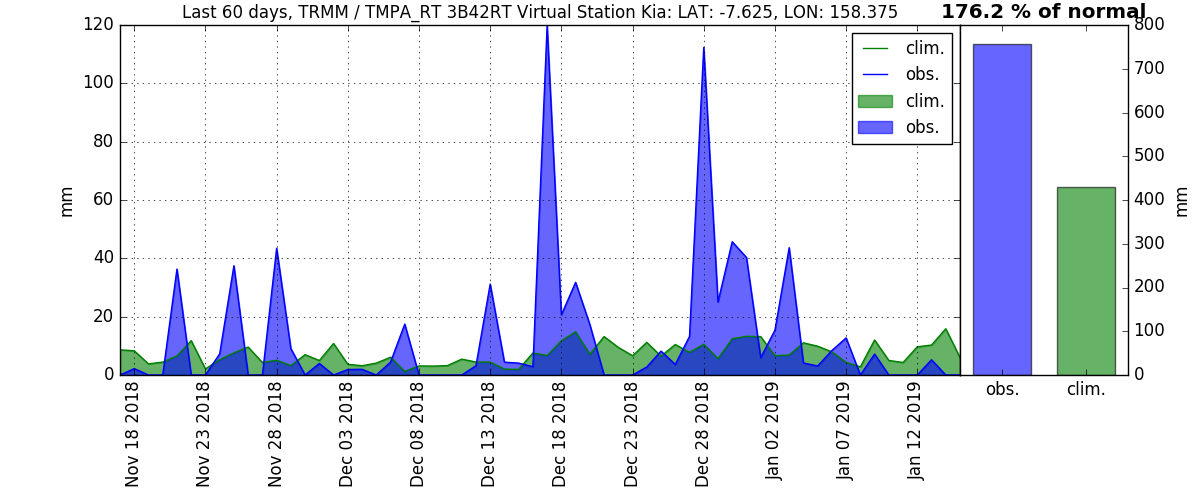 Last 60 days, TRMM / TMPA_RT 3B42RT Virtual Station Kia: LAT: -7.625, LON: 158.375
176.2 % of normal
120
100
80
60
40
20
0
mm
clim.
obs.
clim.
obs.
Nov 18 2018
Nov 23 2018
Nov 28 2018
Dec 03 2018
Dec 08 2018
Dec 13 2018
Dec 18 2018
Dec 23 2018
Dec 28 2018
Jan 02 2019
Jan 07 2019
Jan 12 2019
800
700
600
500
400
300
200
100
0
mm
obs.
clim.